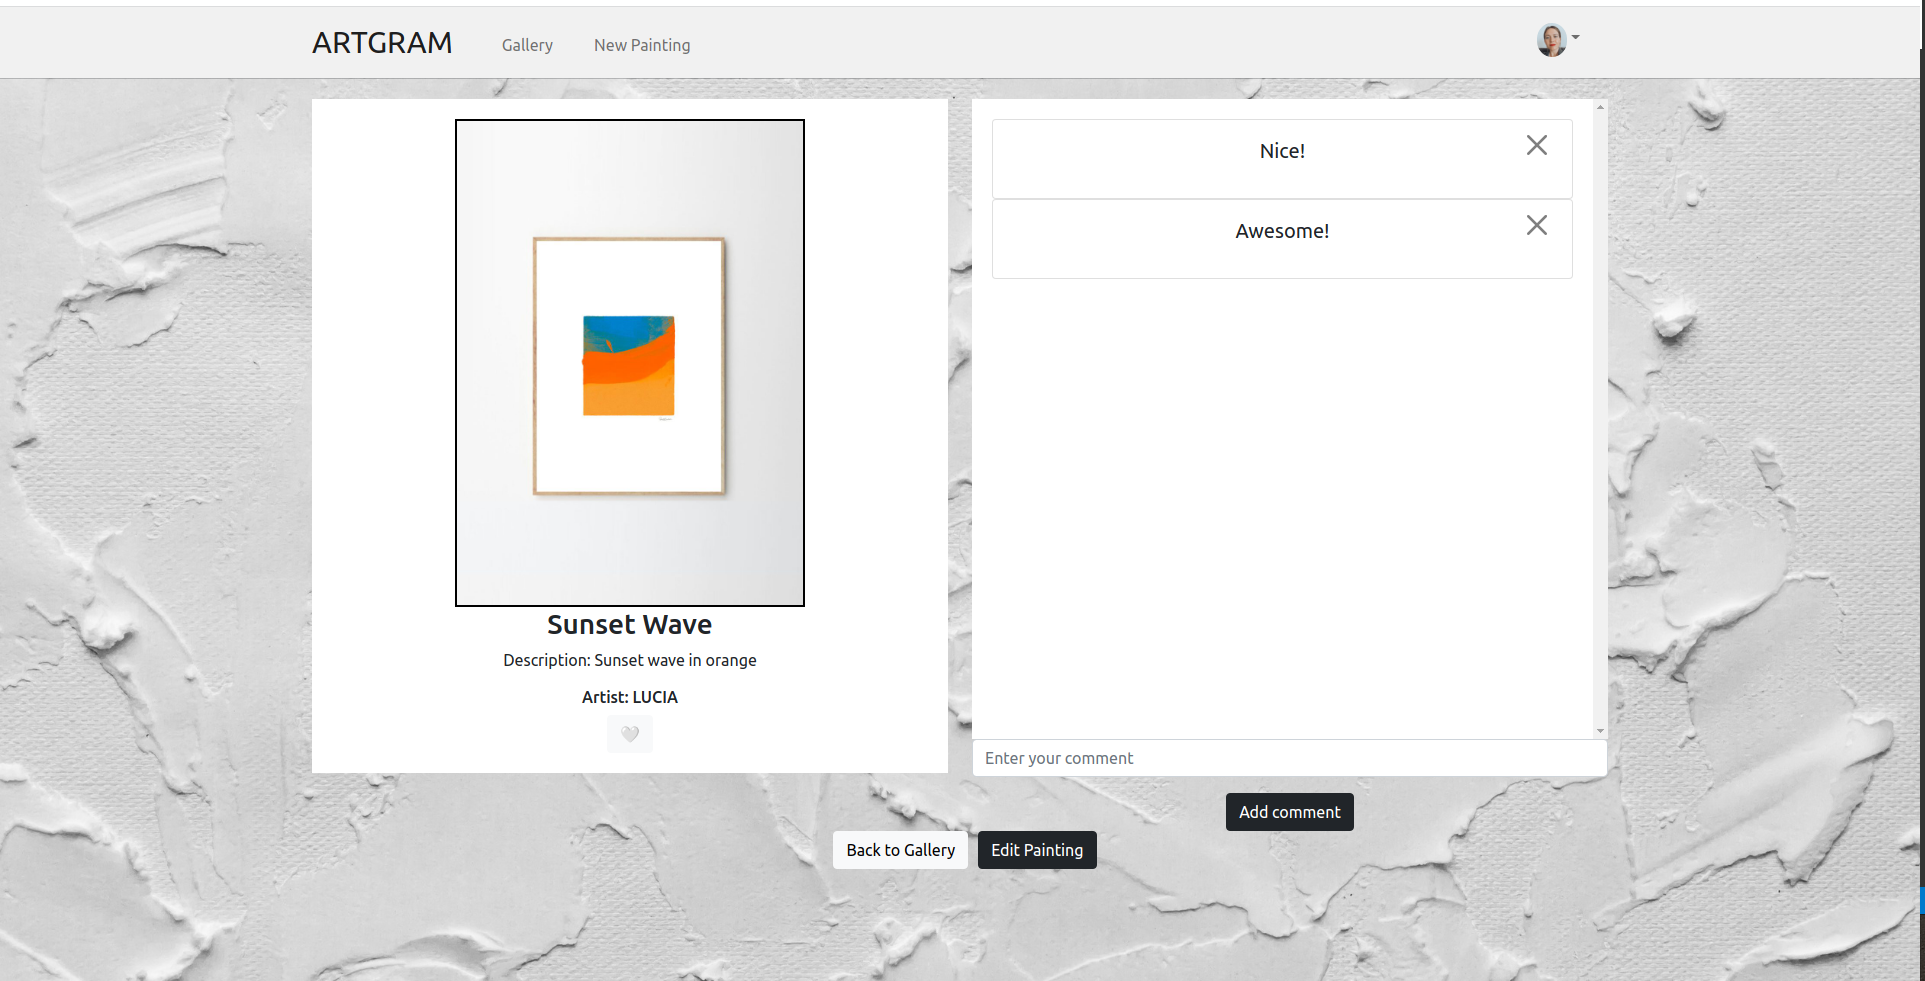 ARTGRAM
Gallery
New Painting
Nice!
Awesome!
Sunset Wave
Description: Sunset wave in orange
Artist: LUCIA
Enter your comment
Add comment
Back to Gallery
Edit Painting